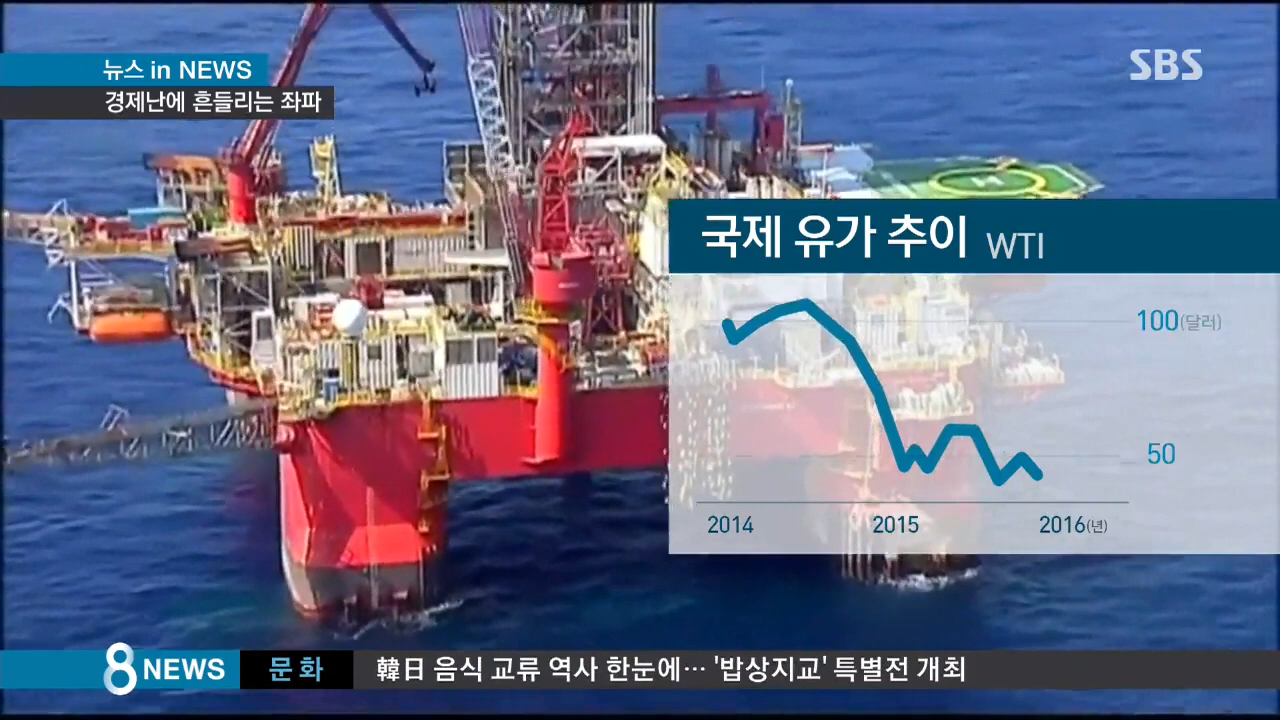 뉴스 in NEWS
SBS
경제난에 흔들리는 좌파
국제 유가 추이 WTI
100(달러)
50
2014 2015 2016(년)
8 NEWS 문화 韓日 음식 교류 역사 한눈에… '밥상지교' 특별전 개최
H